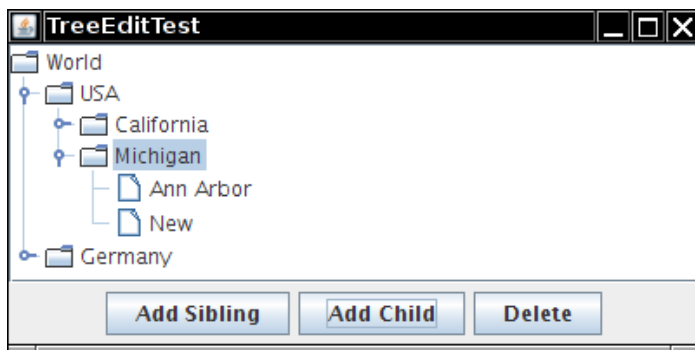 TreeEditTest
World
USA
California
Michigan
Ann Arbor
New
Germany
Add Sibling Add Child Delete